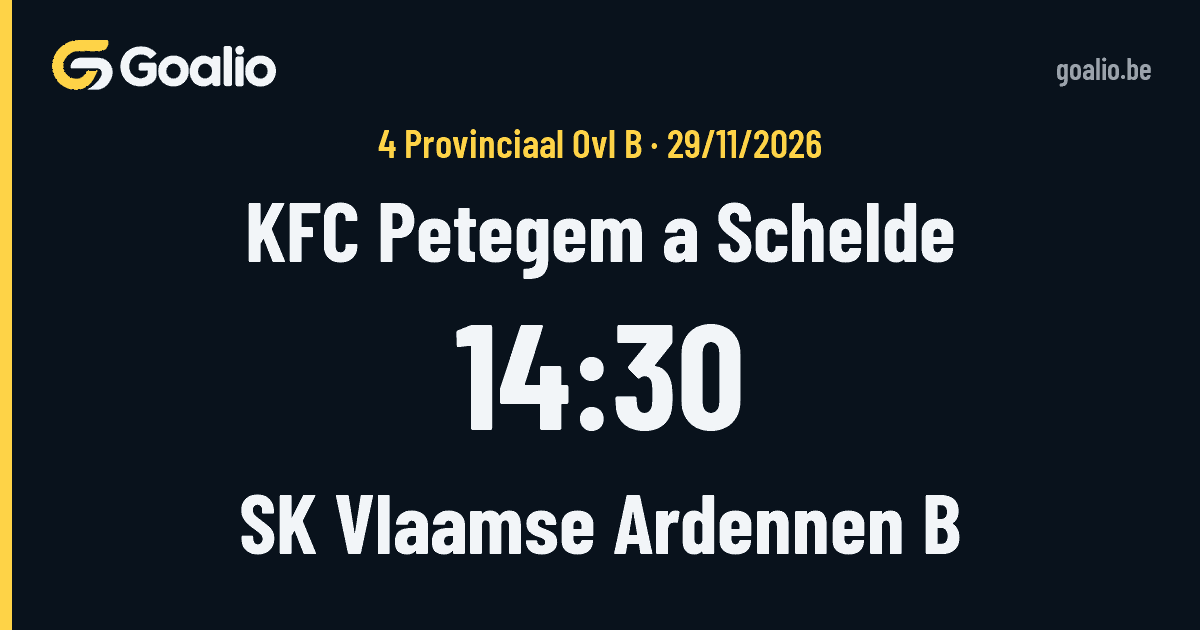 Goalio
goalio.be
4 Provinciaal Ovl B · 29/11/2026
KFC Petegem a Schelde
14:30
SK Vlaamse Ardennen B